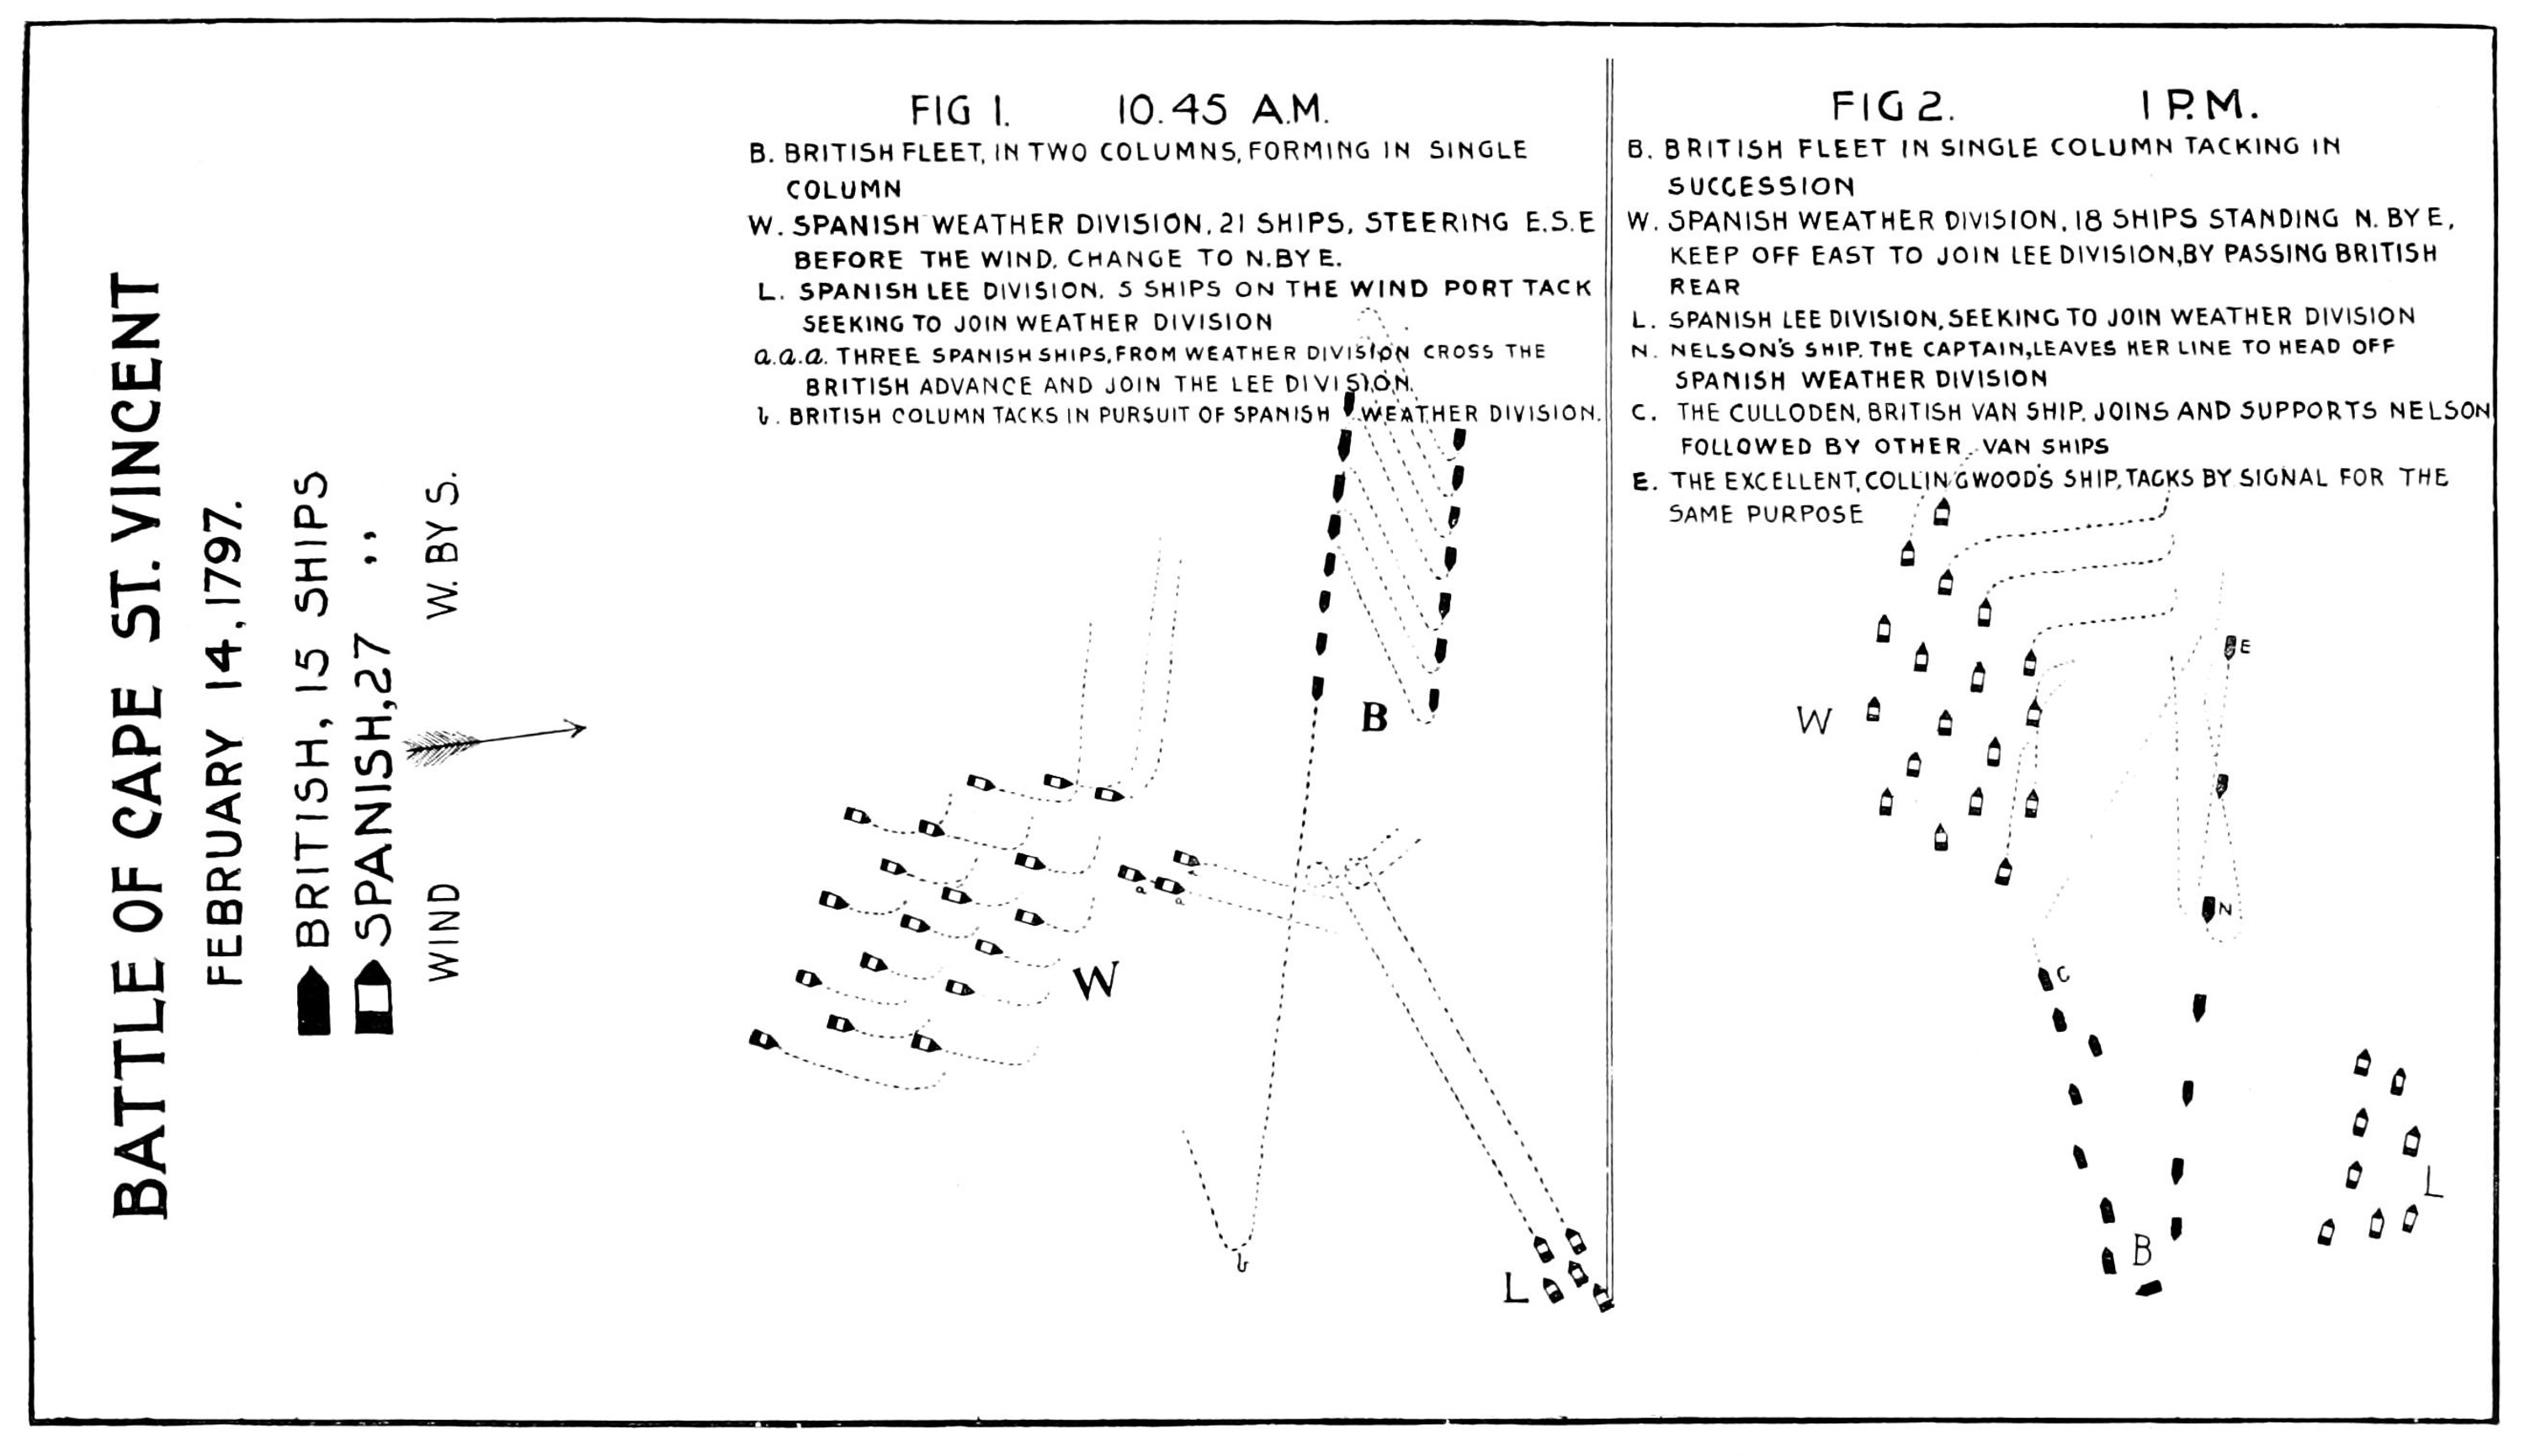 BATTLE OF CAPE ST. VINCENT
FEBRUARY 14, 1797.
BRITISH, 15 SHIPS
SPANISH, 27 ,,
WIND W. BY S.
FIG 1. 10.45 A.M.
B. BRITISH FLEET, IN TWO COLUMNS, FORMING IN SINGLE
COLUMN
W. SPANISH WEATHER DIVISION, 21 SHIPS, STEERING E.S.E
BEFORE THE WIND, CHANGE TO N. BY E.
L. SPANISH LEE DIVISION. 5 SHIPS ON THE WIND PORT TACK
SEEKING TO JOIN WEATHER DIVISION
a.a.a. THREE SPANISH SHIPS, FROM WEATHER DIVISION CROSS THE
BRITISH ADVANCE AND JOIN THE LEE DIVISION.
b. BRITISH COLUMN TACKS IN PURSUIT OF SPANISH WEATHER DIVISION.
B
a
a
a
W
b
L
FIG 2. 1 P.M.
B. BRITISH FLEET IN SINGLE COLUMN TACKING IN
SUCCESSION
W. SPANISH WEATHER DIVISION, 18 SHIPS STANDING N. BY E,
KEEP OFF EAST TO JOIN LEE DIVISION, BY PASSING BRITISH
REAR
L. SPANISH LEE DIVISION, SEEKING TO JOIN WEATHER DIVISION
N. NELSON'S SHIP. THE CAPTAIN, LEAVES HER LINE TO HEAD OFF
SPANISH WEATHER DIVISION
C. THE CULLODEN, BRITISH VAN SHIP. JOINS AND SUPPORTS NELSON
FOLLOWED BY OTHER VAN SHIPS
E. THE EXCELLENT, COLLINGWOOD'S SHIP, TACKS BY SIGNAL FOR THE
SAME PURPOSE
E
W
N
C
L
B